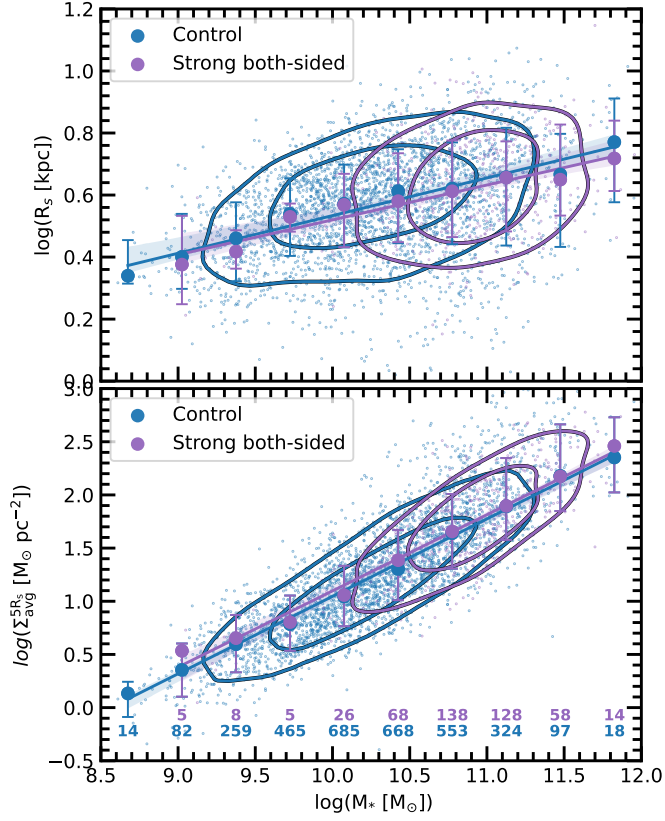 1.2
1.0
0.8
0.6
0.4
0.2
0.0
log(R_s [kpc])
Control
Strong both-sided
3.0
2.5
2.0
1.5
1.0
0.5
0.0
−0.5
log(Σ_avg^5R_s [M_⊙ pc^−2])
Control
Strong both-sided
5 8 5 26 68 138 128 58 14
14 82 259 465 685 668 553 324 97 18
8.5 9.0 9.5 10.0 10.5 11.0 11.5 12.0
log(M_* [M_⊙])